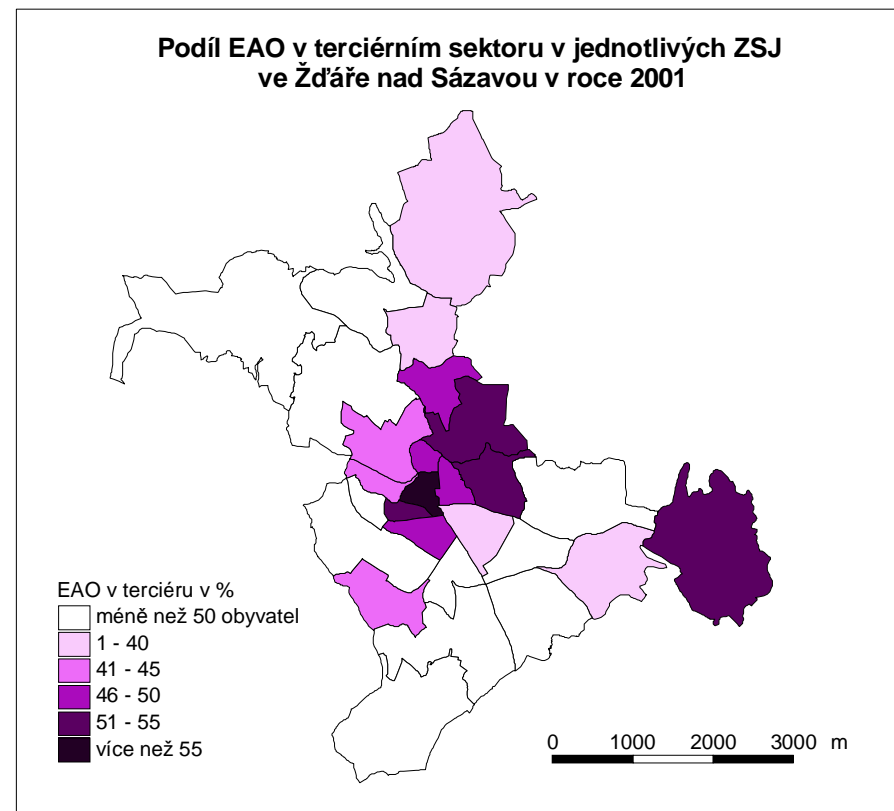 Podíl EAO v terciérním sektoru v jednotlivých ZSJ
ve Žďáře nad Sázavou v roce 2001
EAO v terciéru v %
méně než 50 obyvatel
1 - 40
41 - 45
46 - 50
51 - 55
více než 55
0 1000 2000 3000 m